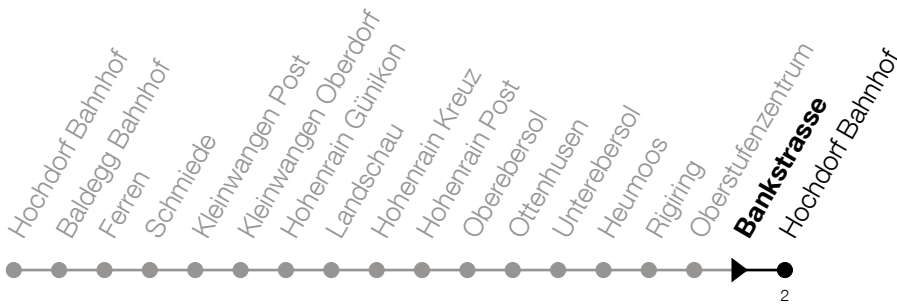 Hochdorf Bahnhof
Baldegg Bahnhof
Ferren
Schmiede
Kleinwangen Post
Kleinwangen Oberdorf
Hohenrain Günikon
Landschau
Hohenrain Kreuz
Hohenrain Post
Oberebersol
Ottenhusen
Unterebersol
Heumoos
Rigiring
Oberstufenzentrum
Bankstrasse
Hochdorf Bahnhof
2